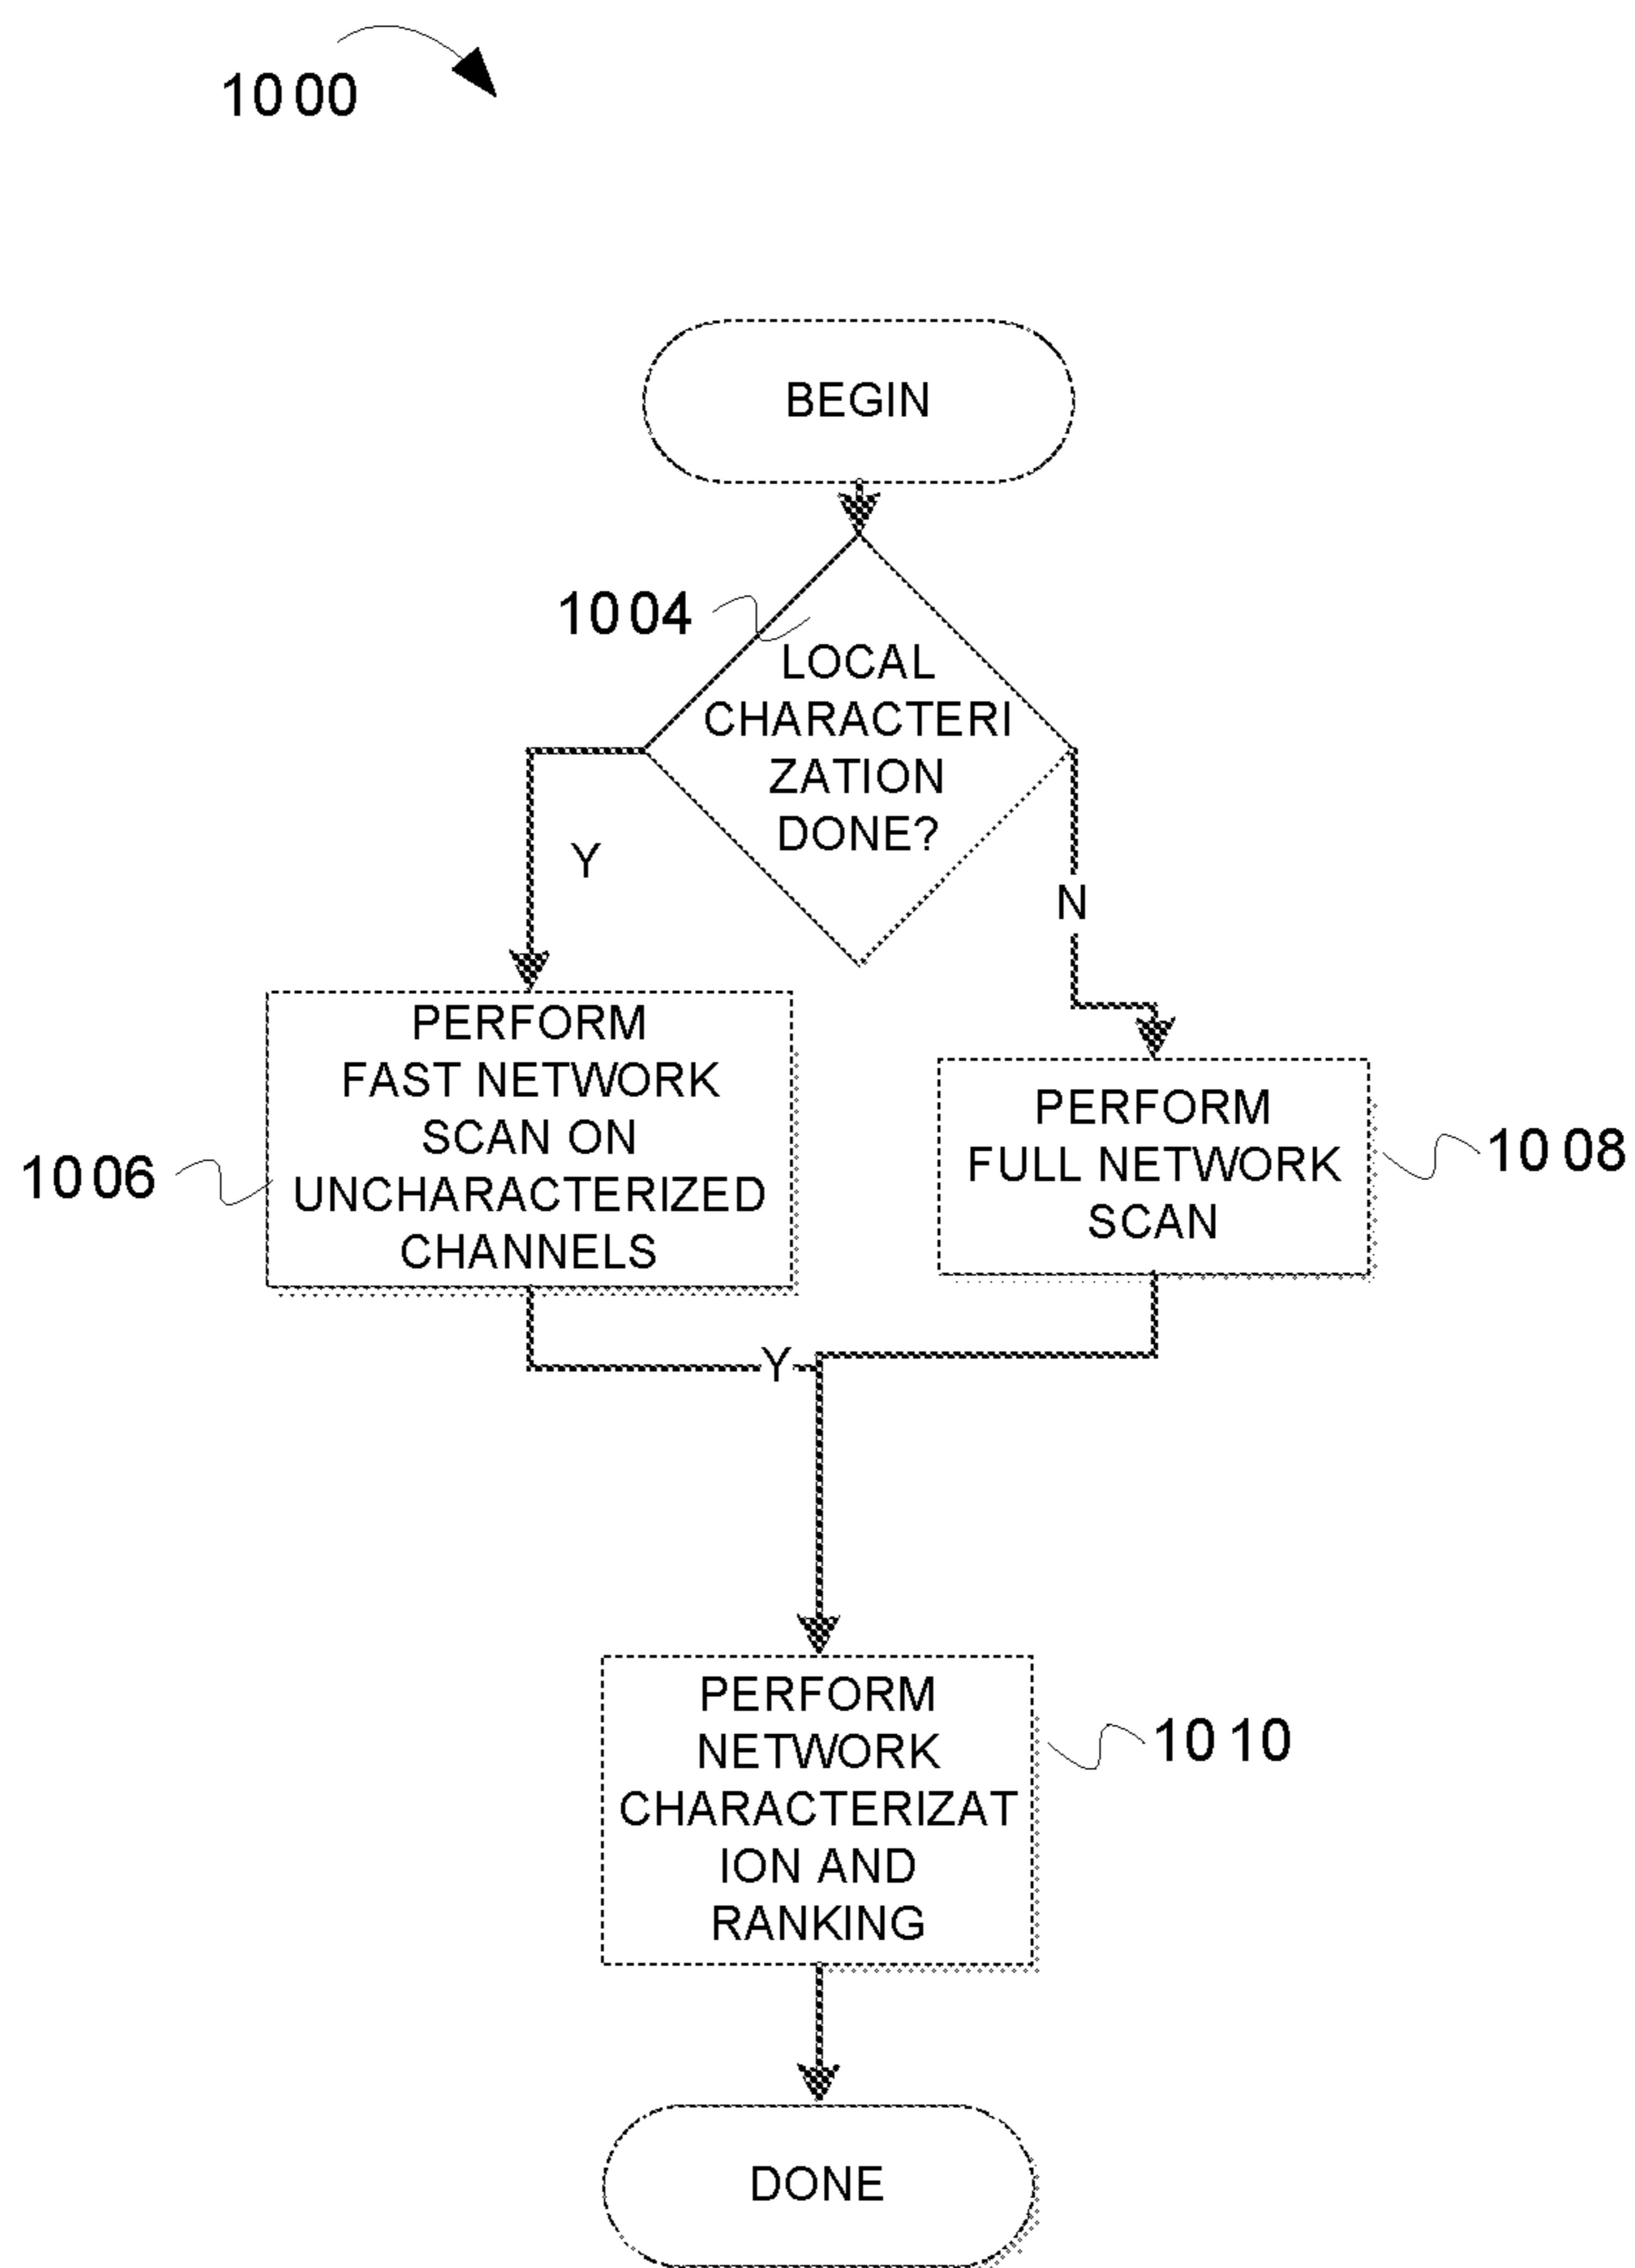 1000
BEGIN
1004
LOCAL
CHARACTERI
ZATION
DONE?
Y
N
PERFORM
FAST NETWORK
SCAN ON
UNCHARACTERIZED
CHANNELS
1006
PERFORM
FULL NETWORK
SCAN
1008
Y
PERFORM
NETWORK
CHARACTERIZAT
ION AND
RANKING
1010
DONE